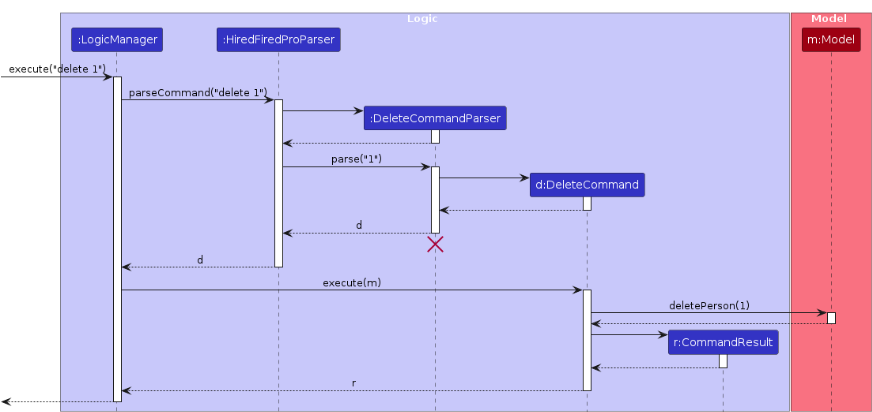 Logic
Model
:LogicManager
:HiredFiredProParser
m:Model
execute("delete 1")
parseCommand("delete 1")
:DeleteCommandParser
parse("1")
d:DeleteCommand
d
d
execute(m)
deletePerson(1)
r:CommandResult
r